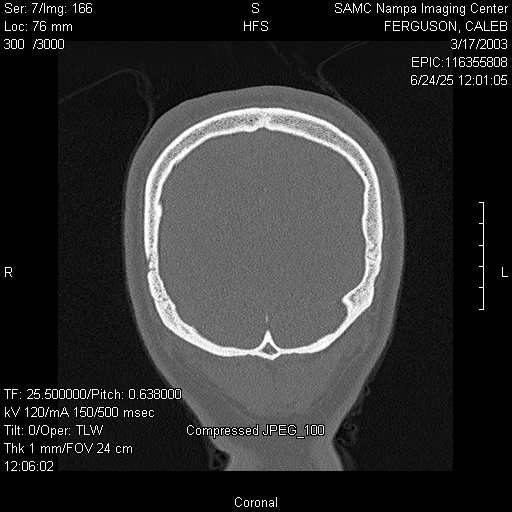 Ser: 7/Img: 166
Loc: 76 mm
300 /3000
S
HFS
SAMC Nampa Imaging Center
FERGUSON, CALEB
3/17/2003
EPIC:116355808
6/24/25 12:01:05
R
L
TF: 25.500000/Pitch: 0.638000
kV 120/mA 150/500 msec
Tilt: 0/Oper: TLW
Thk 1 mm/FOV 24 cm
12:06:02
Compressed JPEG_100
Coronal